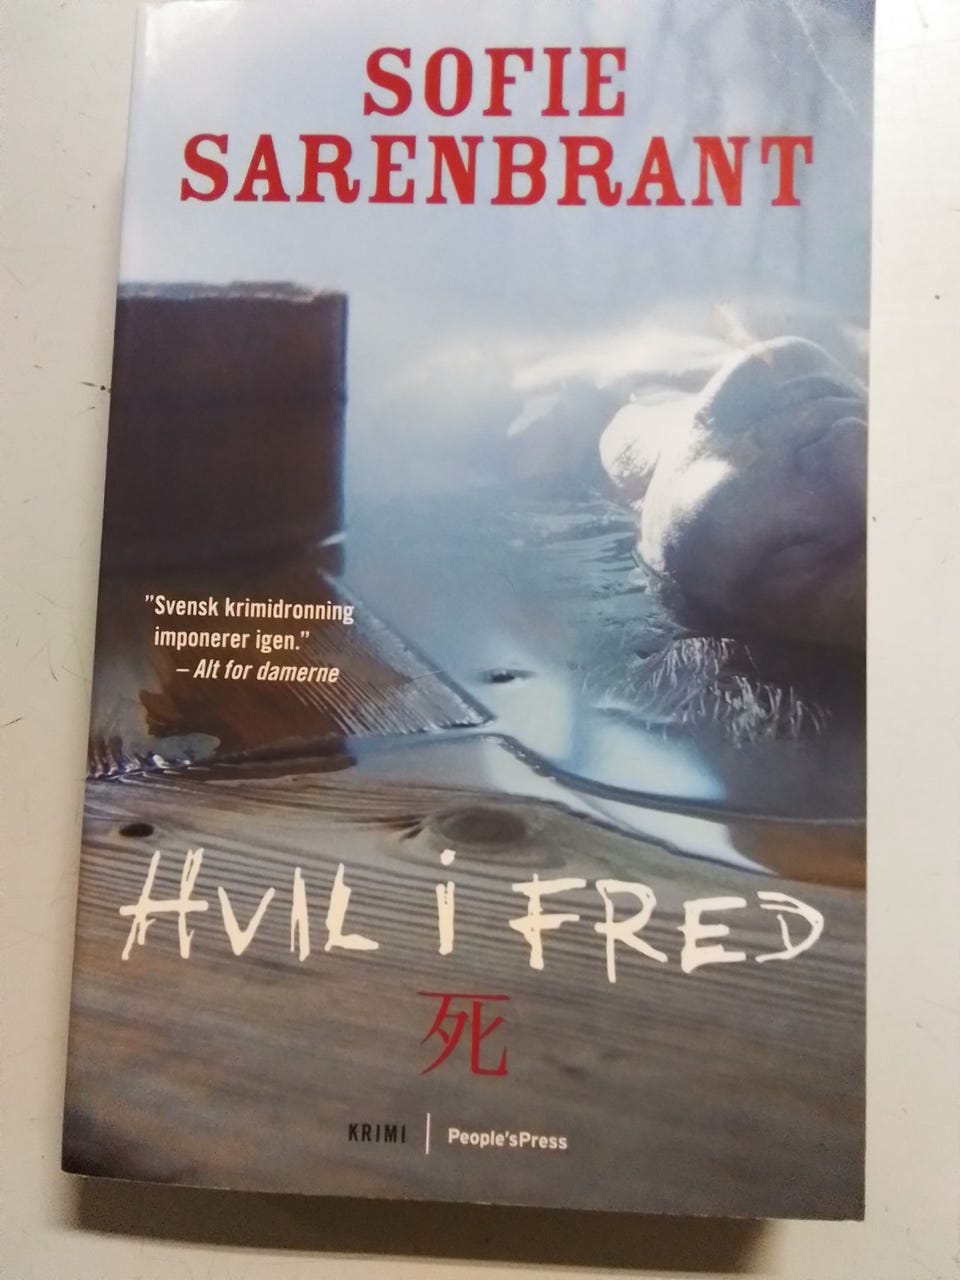 SOFIE
SARENBRANT
”Svensk krimidronning
imponerer igen.”
– Alt for damerne
HVIL i FRED
死
KRIMI | People'sPress